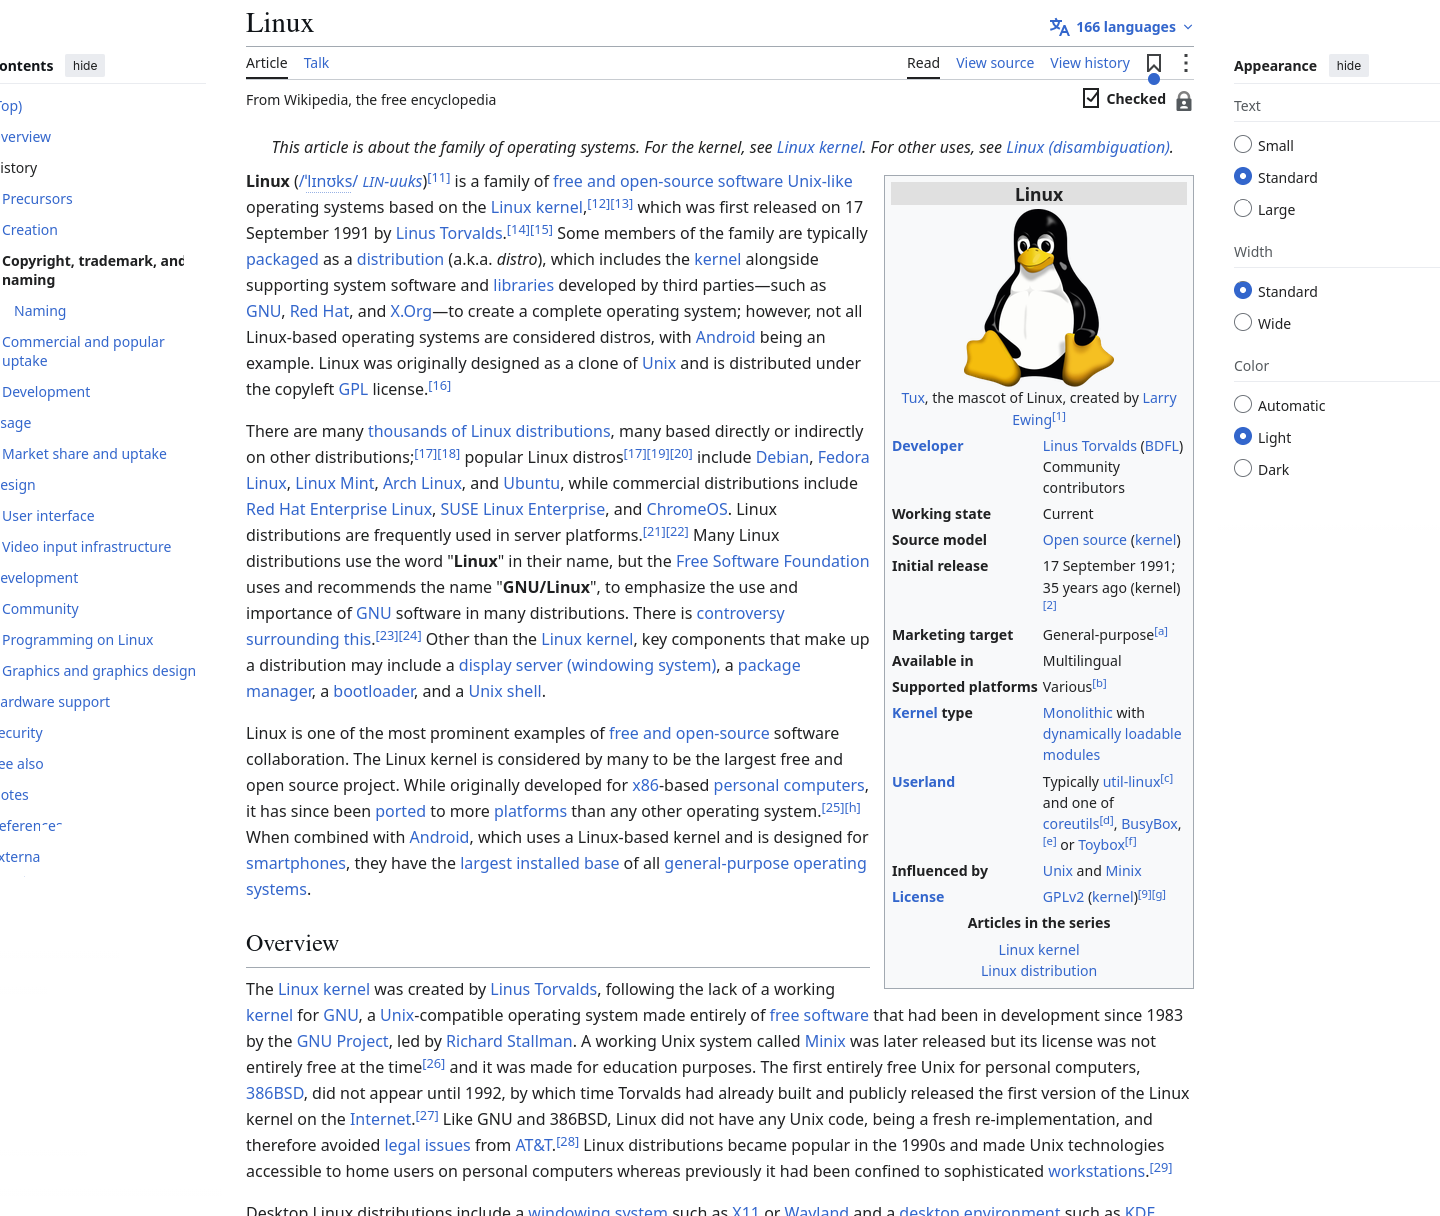 Linux
166 languages
Article Talk Read View source View history
From Wikipedia, the free encyclopedia
Checked
ontents hide
op)
verview
istory
Precursors
Creation
Copyright, trademark, and
naming
Naming
Commercial and popular
uptake
Development
sage
Market share and uptake
esign
User interface
Video input infrastructure
evelopment
Community
Programming on Linux
Graphics and graphics design
ardware support
ecurity
ee also
otes
eferences
xterna
This article is about the family of operating systems. For the kernel, see Linux kernel. For other uses, see Linux (disambiguation).
Linux (/ˈlɪnʊks/ LIN-uuks)[11] is a family of free and open-source software Unix-like
operating systems based on the Linux kernel,[12][13] which was first released on 17
September 1991 by Linus Torvalds.[14][15] Some members of the family are typically
packaged as a distribution (a.k.a. distro), which includes the kernel alongside
supporting system software and libraries developed by third parties—such as
GNU, Red Hat, and X.Org—to create a complete operating system; however, not all
Linux-based operating systems are considered distros, with Android being an
example. Linux was originally designed as a clone of Unix and is distributed under
the copyleft GPL license.[16]
There are many thousands of Linux distributions, many based directly or indirectly
on other distributions;[17][18] popular Linux distros[17][19][20] include Debian, Fedora
Linux, Linux Mint, Arch Linux, and Ubuntu, while commercial distributions include
Red Hat Enterprise Linux, SUSE Linux Enterprise, and ChromeOS. Linux
distributions are frequently used in server platforms.[21][22] Many Linux
distributions use the word "Linux" in their name, but the Free Software Foundation
uses and recommends the name "GNU/Linux", to emphasize the use and
importance of GNU software in many distributions. There is controversy
surrounding this.[23][24] Other than the Linux kernel, key components that make up
a distribution may include a display server (windowing system), a package
manager, a bootloader, and a Unix shell.
Linux is one of the most prominent examples of free and open-source software
collaboration. The Linux kernel is considered by many to be the largest free and
open source project. While originally developed for x86-based personal computers,
it has since been ported to more platforms than any other operating system.[25][h]
When combined with Android, which uses a Linux-based kernel and is designed for
smartphones, they have the largest installed base of all general-purpose operating
systems.
Linux
Tux, the mascot of Linux, created by Larry
Ewing[1]
Developer Linus Torvalds (BDFL)
Community
contributors
Working state Current
Source model Open source (kernel)
Initial release 17 September 1991;
35 years ago (kernel)
[2]
Marketing target General-purpose[a]
Available in Multilingual
Supported platforms Various[b]
Kernel type Monolithic with
dynamically loadable
modules
Userland Typically util-linux[c]
and one of
coreutils[d], BusyBox,
[e] or Toybox[f]
Influenced by Unix and Minix
License GPLv2 (kernel)[9][g]
Articles in the series
Linux kernel
Linux distribution
Overview
The Linux kernel was created by Linus Torvalds, following the lack of a working
kernel for GNU, a Unix-compatible operating system made entirely of free software that had been in development since 1983
by the GNU Project, led by Richard Stallman. A working Unix system called Minix was later released but its license was not
entirely free at the time[26] and it was made for education purposes. The first entirely free Unix for personal computers,
386BSD, did not appear until 1992, by which time Torvalds had already built and publicly released the first version of the Linux
kernel on the Internet.[27] Like GNU and 386BSD, Linux did not have any Unix code, being a fresh re-implementation, and
therefore avoided legal issues from AT&T.[28] Linux distributions became popular in the 1990s and made Unix technologies
accessible to home users on personal computers whereas previously it had been confined to sophisticated workstations.[29]
Desktop Linux distributions include a windowing system such as X11 or Wayland and a desktop environment such as KDE
Appearance hide
Text
Small
Standard
Large
Width
Standard
Wide
Color
Automatic
Light
Dark